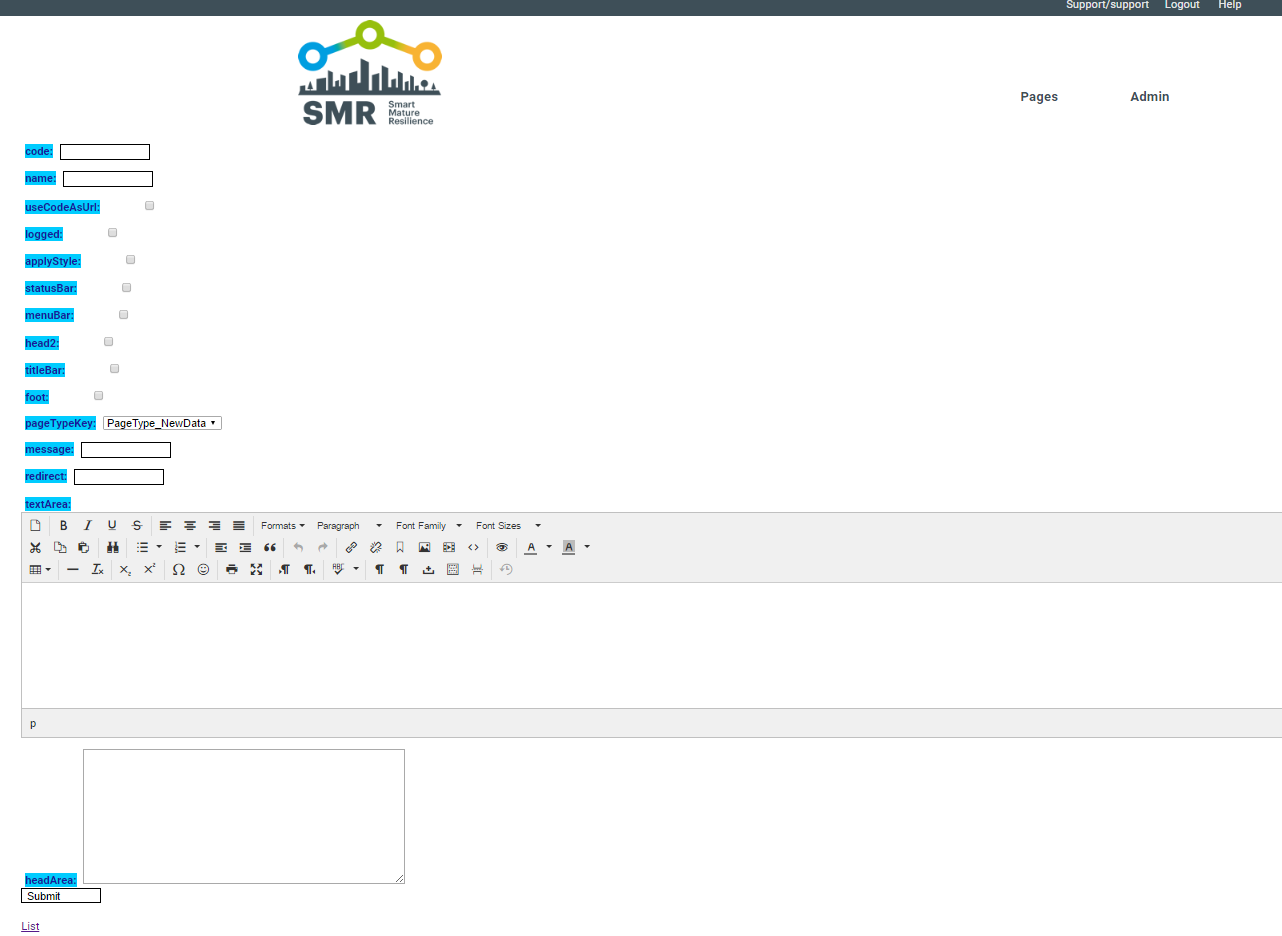 Support/support Logout Help
SMR Smart
Mature
Resilience
Pages Admin
code:
name:
useCodeAsUrl:
logged:
applyStyle:
statusBar:
menuBar:
head2:
titleBar:
foot:
pageTypeKey: PageType_NewData
message:
redirect:
textArea:
B I U S Formats Paragraph Font Family Font Sizes
A A
ABC
p
headArea:
Submit
List